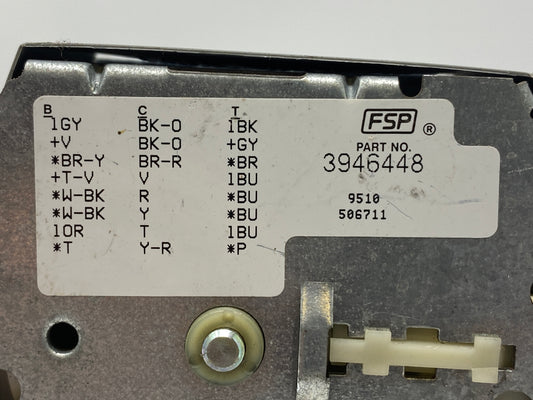 B C T
1GY BK-O 1BK
+V BK-O +GY
*BR-Y BR-R *BR
+T-V V 1BU
*W-BK R *BU
*W-BK Y *BU
1OR T 1BU
*T Y-R *P
FSP ®
PART NO.
3946448
9510
506711